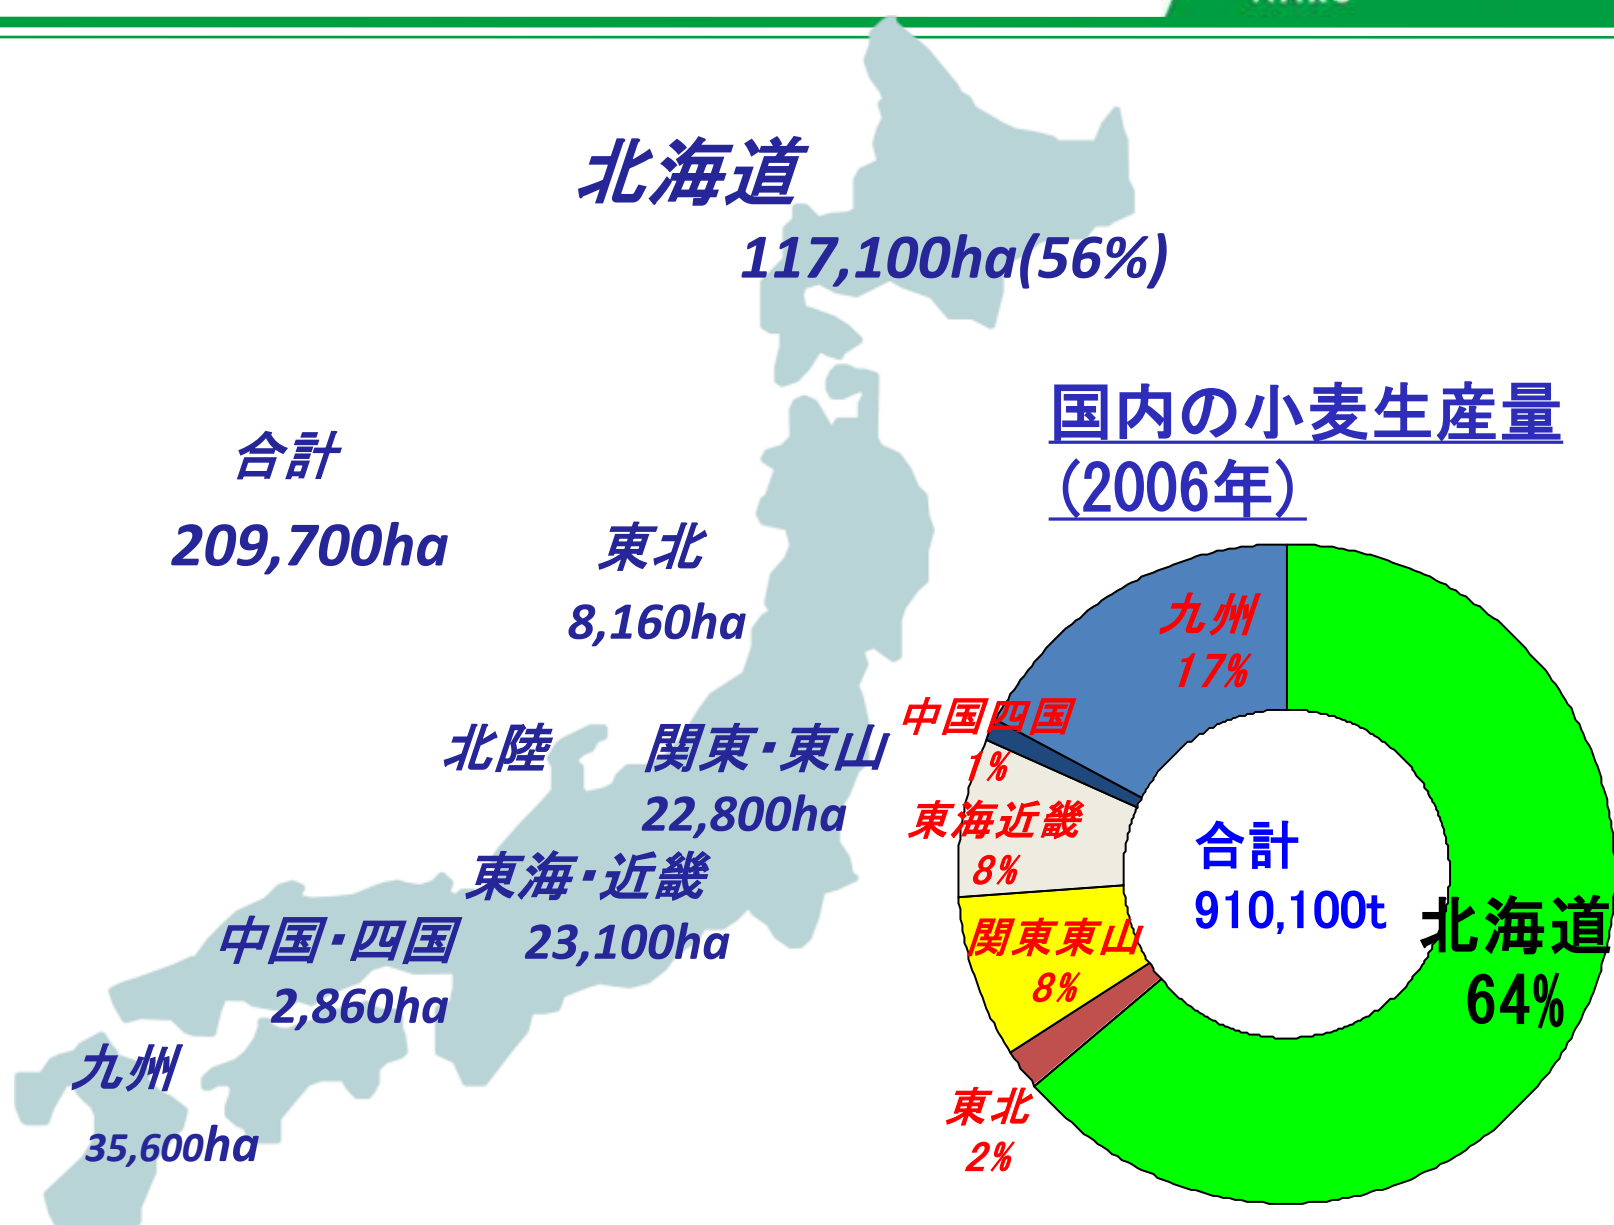 北海道
117,100ha(56%)
国内の小麦生産量
(2006年)
合計
209,700ha
東北
8,160ha
北陸
関東・東山
22,800ha
東海・近畿
23,100ha
中国・四国
2,860ha
九州
35,600ha
九州
17%
中国四国
1%
東海近畿
8%
関東東山
8%
東北
2%
合計
910,100t
北海道
64%